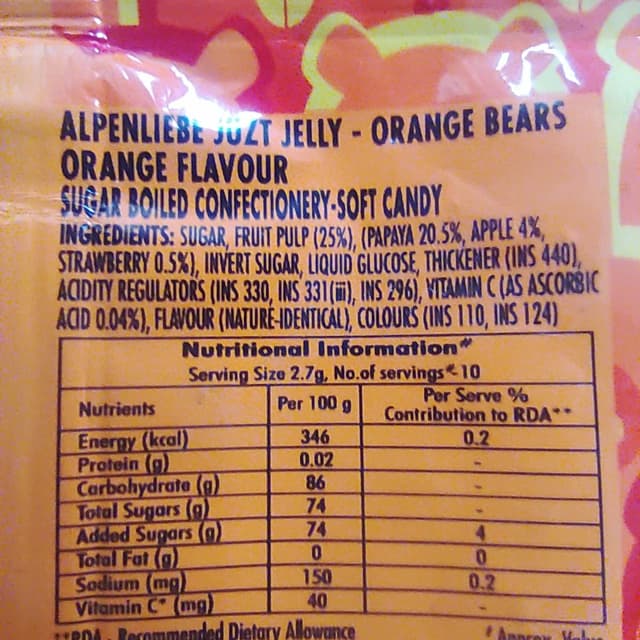 ALPENLIEBE JUZT JELLY - ORANGE BEARS
ORANGE FLAVOUR
SUGAR BOILED CONFECTIONERY-SOFT CANDY
INGREDIENTS: SUGAR, FRUIT PULP (25%), (PAPAYA 20.5%, APPLE 4%,
STRAWBERRY 0.5%), INVERT SUGAR, LIQUID GLUCOSE, THICKENER (INS 440),
ACIDITY REGULATORS (INS 330, INS 331(iii), INS 296), VITAMIN C (AS ASCORBIC
ACID 0.04%), FLAVOUR (NATURE-IDENTICAL), COLOURS (INS 110, INS 124)
Nutritional Information#
Serving Size 2.7g, No.of servings* 10
Nutrients Per 100 g Per Serve % Contribution to RDA**
Energy (kcal) 346 0.2
Protein (g) 0.02 -
Carbohydrate (g) 86 -
Total Sugars (g) 74 -
Added Sugars (g) 74 4
Total Fat (g) 0 0
Sodium (mg) 150 0.2
Vitamin C* (mg) 40 -
**RDA - Recommended Dietary Allowance # Approx Value